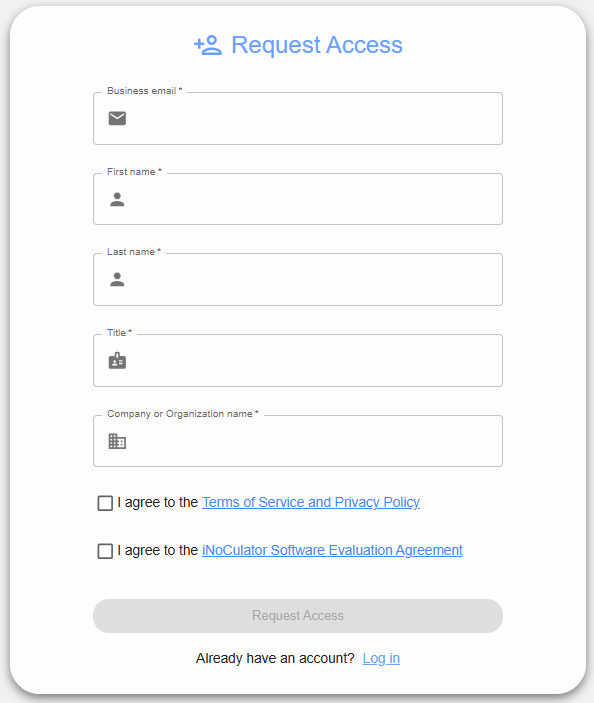 Request Access
Business email *
First name *
Last name *
Title *
Company or Organization name *
I agree to the Terms of Service and Privacy Policy
I agree to the iNoCulator Software Evaluation Agreement
Request Access
Already have an account? Log in